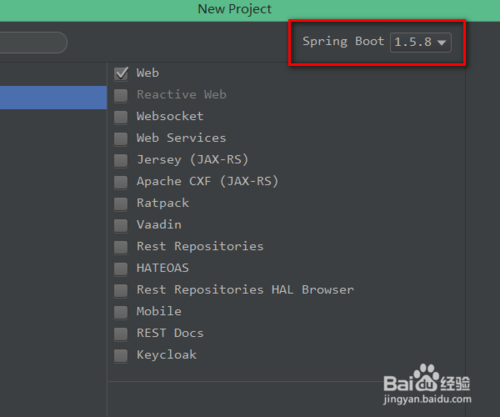 New Project
Spring Boot 1.5.8
Web
Reactive Web
Websocket
Web Services
Jersey (JAX-RS)
Apache CXF (JAX-RS)
Ratpack
Vaadin
Rest Repositories
HATEOAS
Rest Repositories HAL Browser
Mobile
REST Docs
Keycloak
Baidu 经验
jingyan.baidu.com